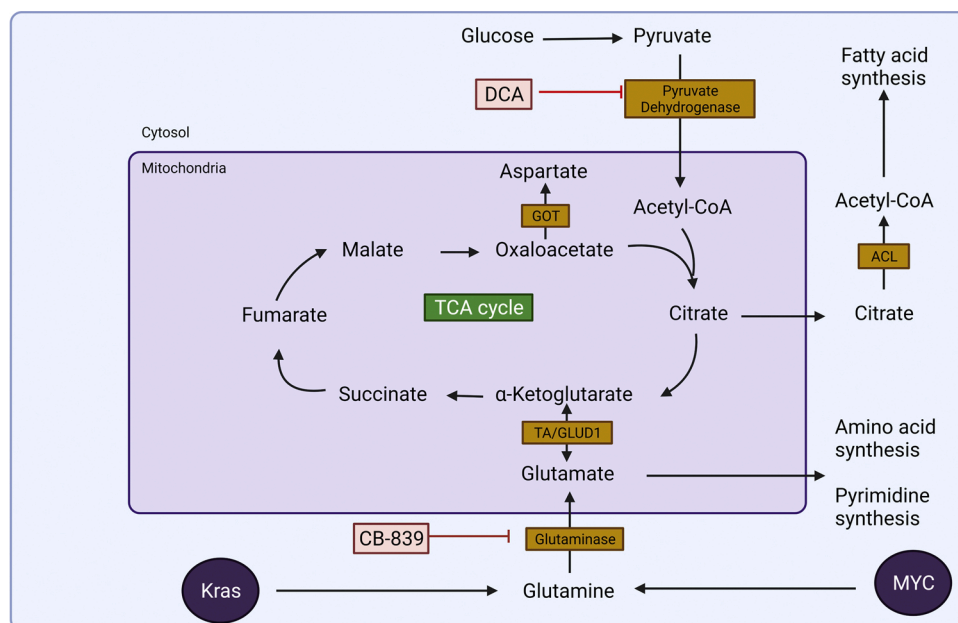 Glucose
Pyruvate
Fatty acid
synthesis
DCA
Pyruvate
Dehydrogenase
Cytosol
Mitochondria
Aspartate
Acetyl-CoA
Acetyl-CoA
GOT
Malate
Oxaloacetate
ACL
TCA cycle
Fumarate
Citrate
Citrate
Succinate
α-Ketoglutarate
TA/GLUD1
Amino acid
synthesis
Glutamate
Pyrimidine
synthesis
CB-839
Glutaminase
Kras
Glutamine
MYC